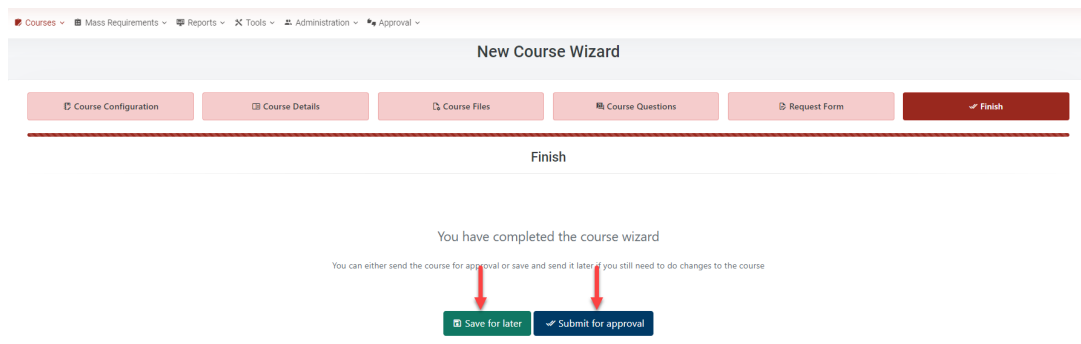 Courses Mass Requirements Reports Tools Administration Approval
New Course Wizard
Course Configuration Course Details Course Files Course Questions Request Form Finish
Finish
You have completed the course wizard
You can either send the course for approval or save and send it later if you still need to do changes to the course
Save for later Submit for approval